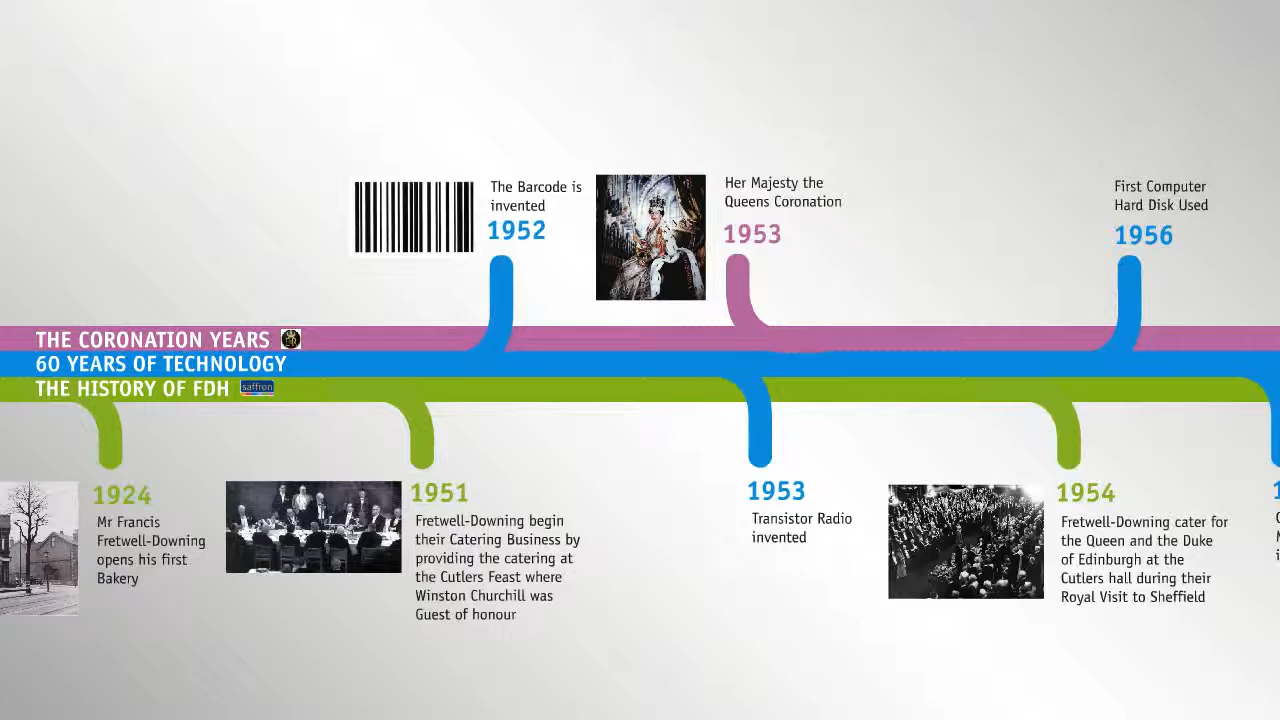 The Barcode is
invented
1952
Her Majesty the
Queens Coronation
1953
First Computer
Hard Disk Used
1956
THE CORONATION YEARS
60 YEARS OF TECHNOLOGY
THE HISTORY OF FDH
saffron
1924
Mr Francis
Fretwell-Downing
opens his first
Bakery
1951
Fretwell-Downing begin
their Catering Business by
providing the catering at
the Cutlers Feast where
Winston Churchill was
Guest of honour
1953
Transistor Radio
invented
1954
Fretwell-Downing cater for
the Queen and the Duke
of Edinburgh at the
Cutlers hall during their
Royal Visit to Sheffield